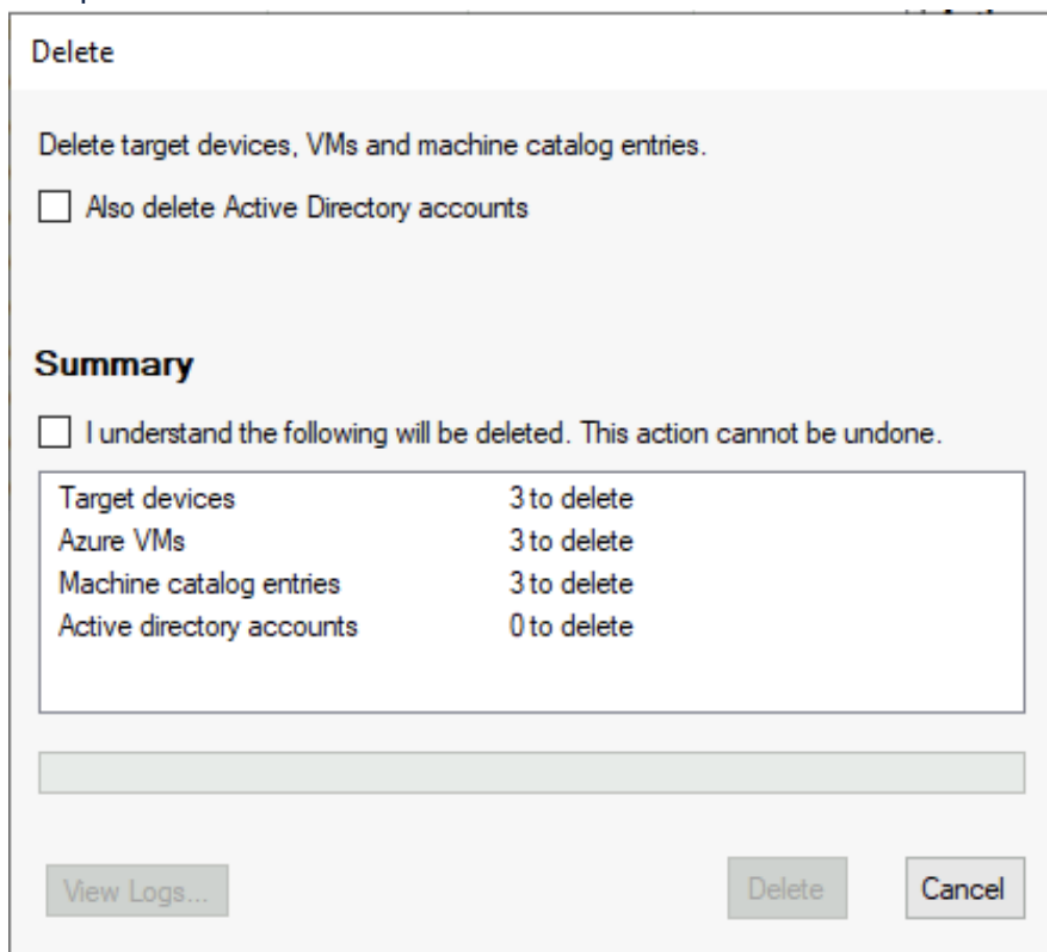 Delete
Delete target devices, VMs and machine catalog entries.
Also delete Active Directory accounts
Summary
I understand the following will be deleted. This action cannot be undone.
Target devices 3 to delete
Azure VMs 3 to delete
Machine catalog entries 3 to delete
Active directory accounts 0 to delete
View Logs... Delete Cancel